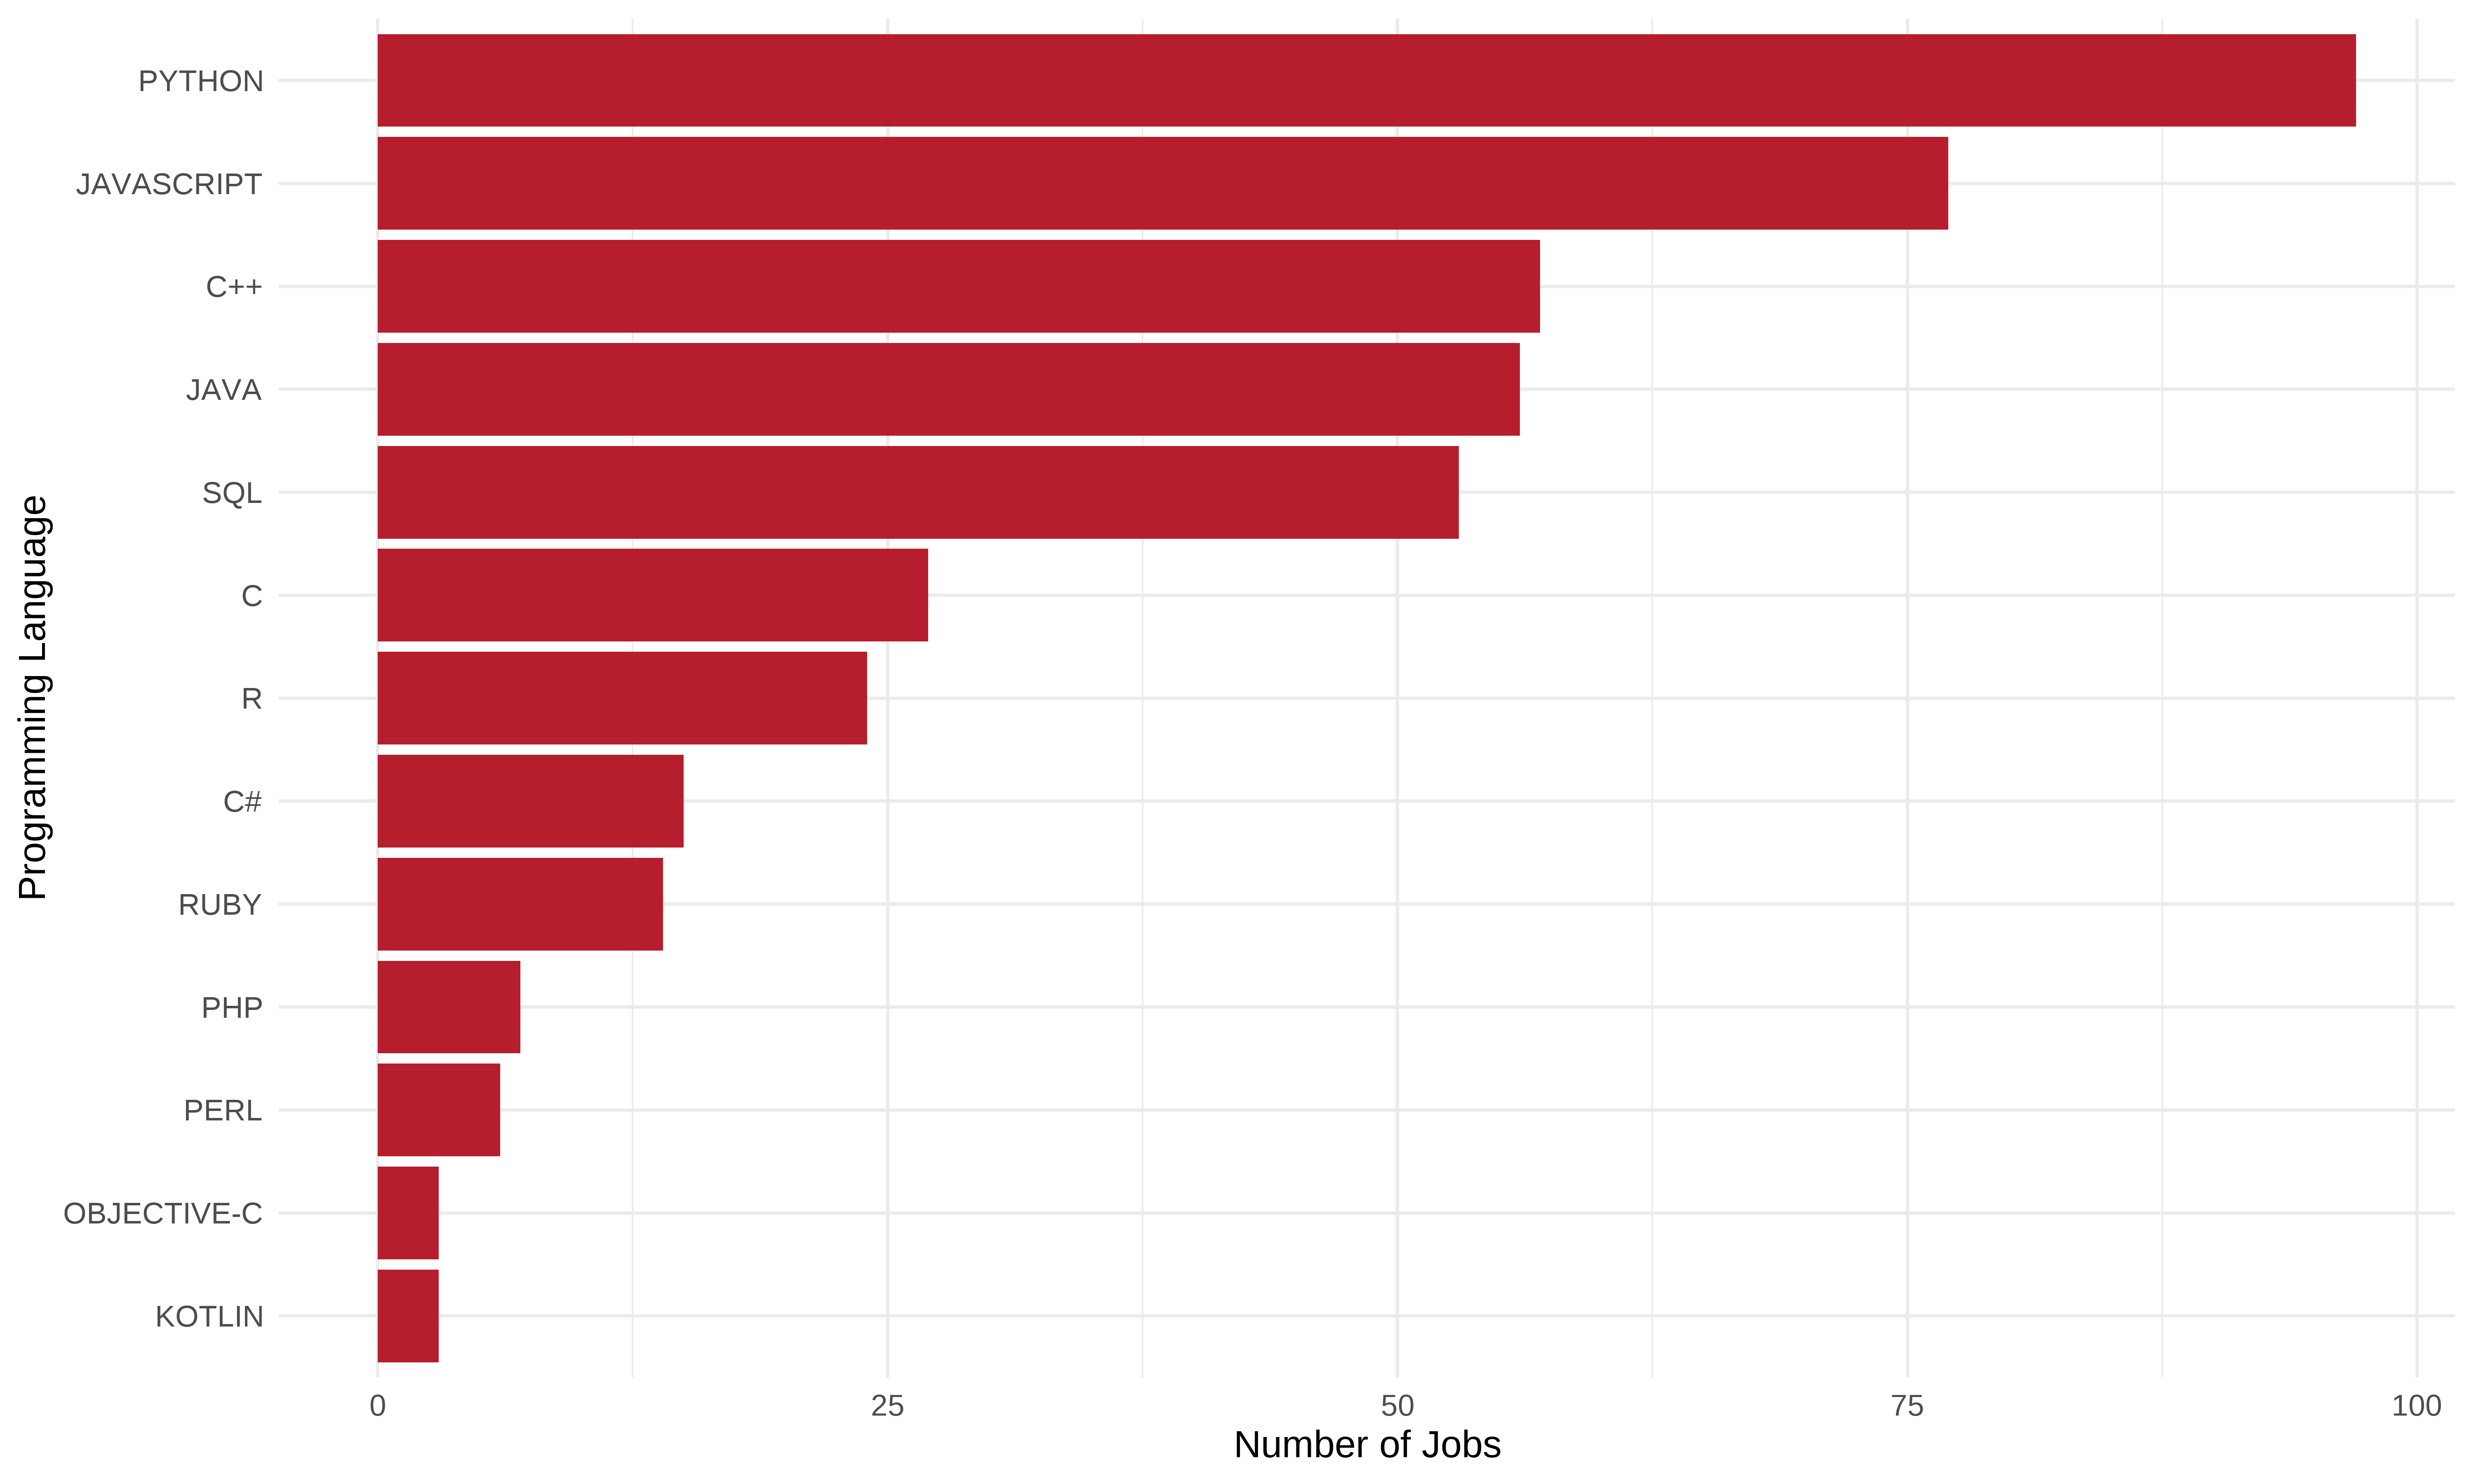 PYTHON
JAVASCRIPT
C++
JAVA
SQL
C
R
C#
RUBY
PHP
PERL
OBJECTIVE-C
KOTLIN
Programming Language
0 25 50 75 100
Number of Jobs